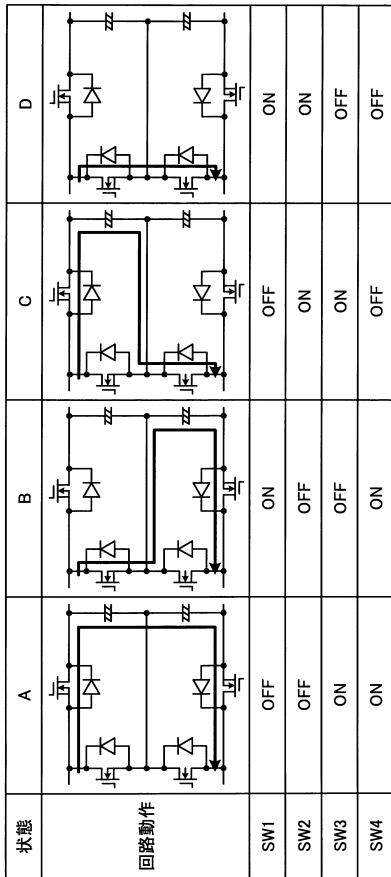 状態 A B C D
回路動作
SW1 OFF ON OFF ON
SW2 OFF OFF ON ON
SW3 ON OFF ON OFF
SW4 ON ON OFF OFF